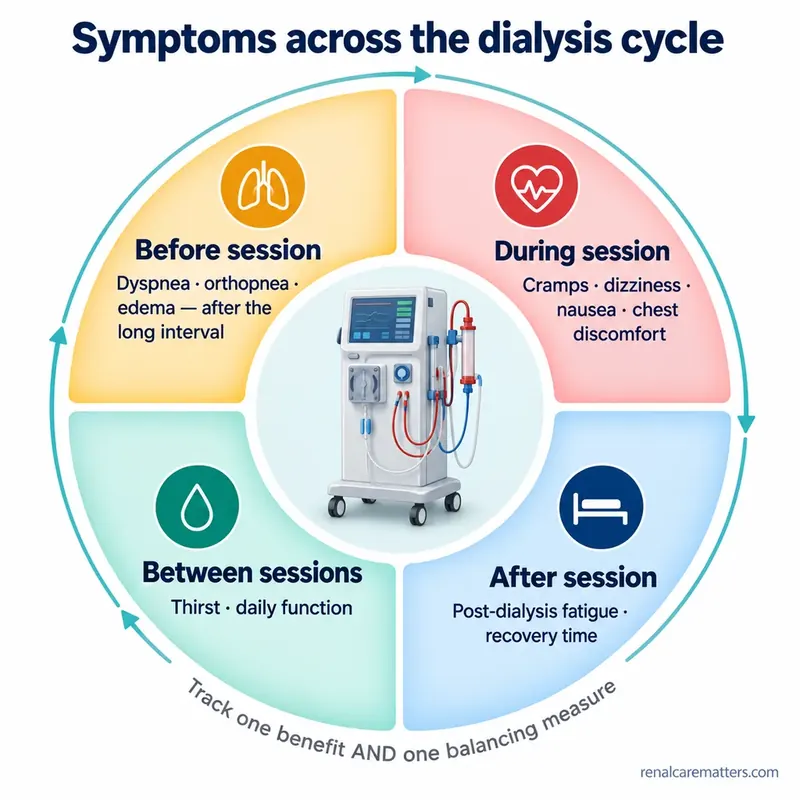 Symptoms across the dialysis cycle
Before session
Dyspnea · orthopnea ·
edema — after the
long interval
During session
Cramps · dizziness ·
nausea · chest
discomfort
Between sessions
Thirst · daily function
After session
Post-dialysis fatigue ·
recovery time
Track one benefit AND one balancing measure
renalcarematters.com